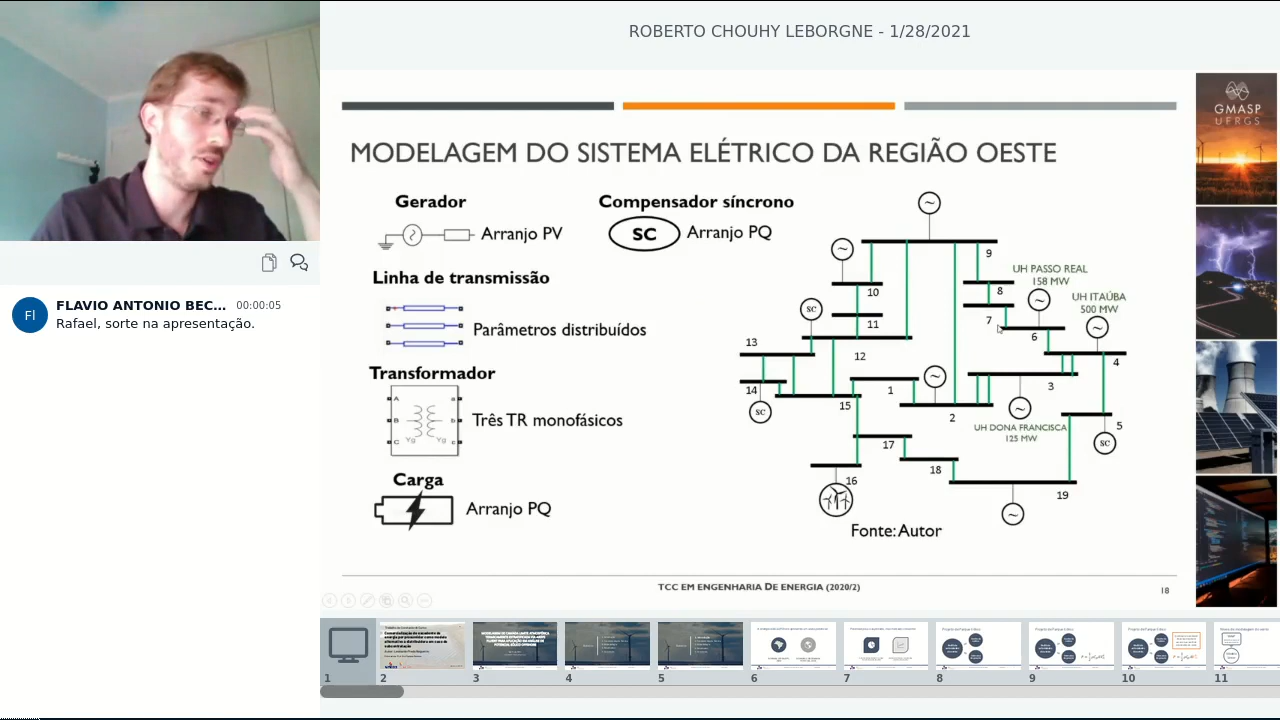 ROBERTO CHOUHY LEBORGNE - 1/28/2021
GMASP
UFRGS
MODELAGEM DO SISTEMA ELÉTRICO DA REGIÃO OESTE
Gerador
Arranjo PV
Compensador síncrono
SC
Arranjo PQ
Linha de transmissão
Parâmetros distribuídos
Transformador
A
a
B
b
C
c
Yg
Yg
Três TR monofásicos
Carga
Arranjo PQ
9
UH PASSO REAL
158 MW
8
10
UH ITAÚBA
500 MW
SC
7
11
6
13
12
4
14
1
3
SC
15
2
UH DONA FRANCISCA
125 MW
5
SC
17
18
16
19
Fonte: Autor
TCC EM ENGENHARIA DE ENERGIA (2020/2)
18
Fl
FLAVIO ANTONIO BEC...
00:00:05
Rafael, sorte na apresentação.
1
2
3
4
5
6
7
8
9
10
11